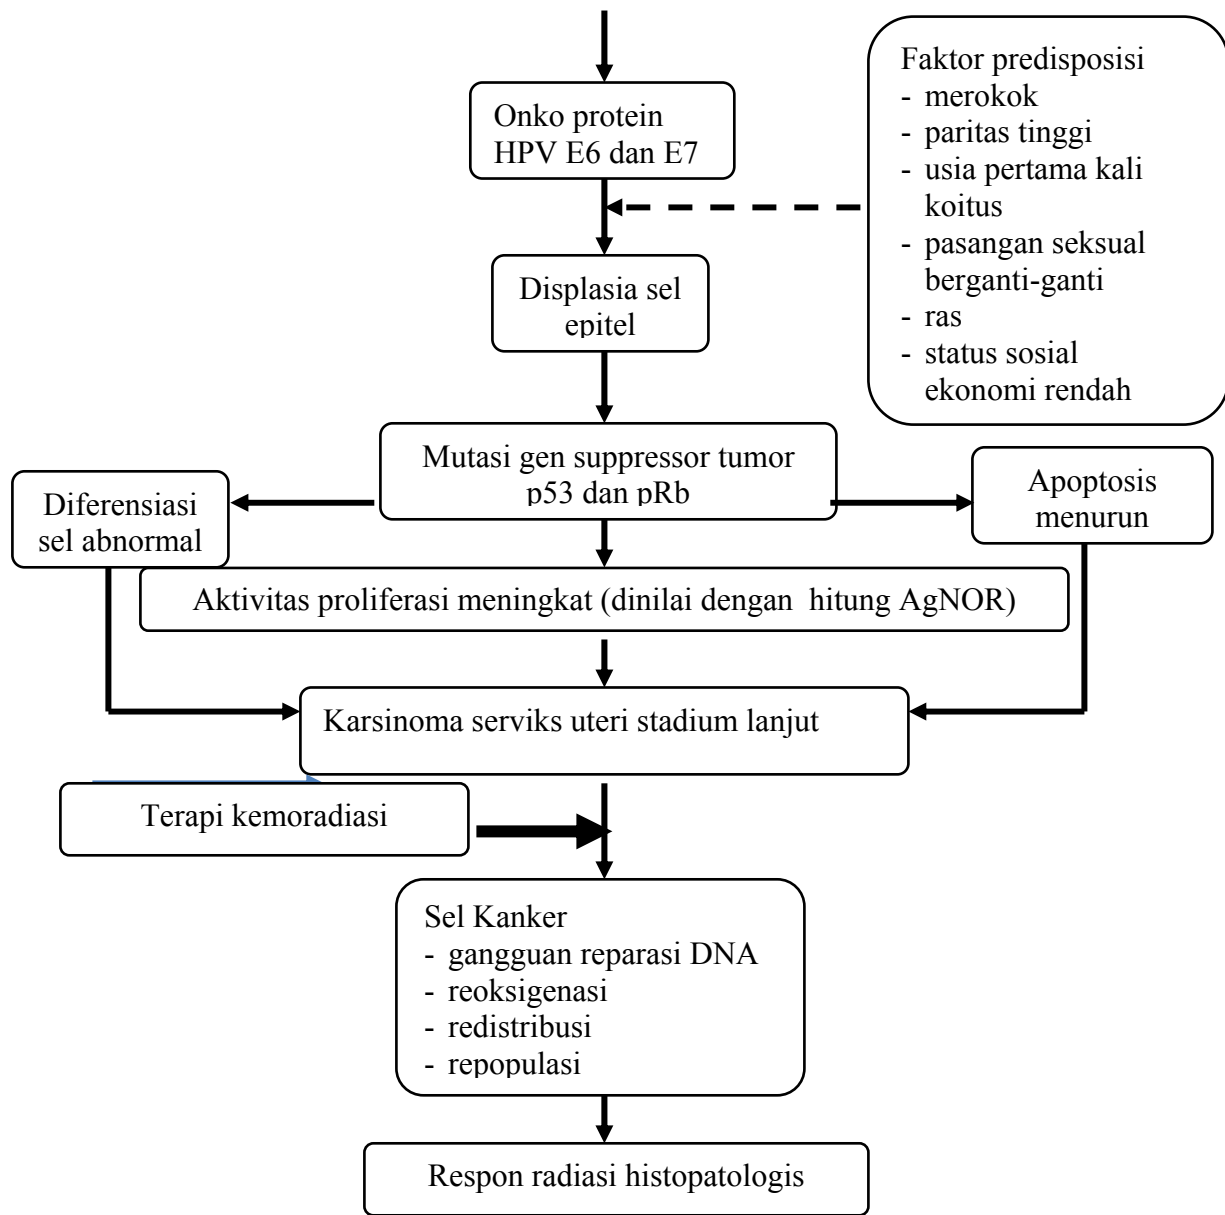 Onko protein
HPV E6 dan E7
Faktor predisposisi
- merokok
- paritas tinggi
- usia pertama kali
koitus
- pasangan seksual
berganti-ganti
- ras
- status sosial
ekonomi rendah
Displasia sel
epitel
Mutasi gen suppressor tumor
p53 dan pRb
Diferensiasi
sel abnormal
Apoptosis
menurun
Aktivitas proliferasi meningkat (dinilai dengan  hitung AgNOR)
Karsinoma serviks uteri stadium lanjut
Terapi kemoradiasi
Sel Kanker
- gangguan reparasi DNA
- reoksigenasi
- redistribusi
- repopulasi
Respon radiasi histopatologis